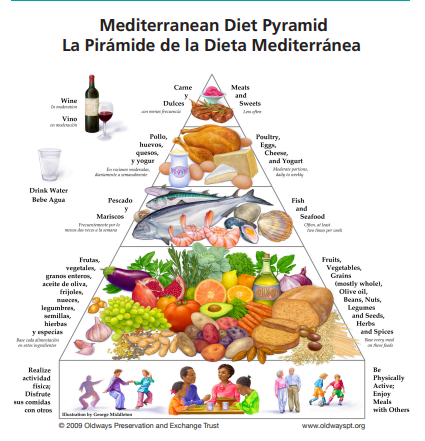 Mediterranean Diet Pyramid
La Pirámide de la Dieta Mediterránea
Carne
y
Dulces
con menos frecuencia
Meats
and
Sweets
Less often
Wine
In moderation
Vino
en moderación
Pollo,
huevos,
quesos,
y yogur
En raciones moderadas,
diariamente o semanalmente
Poultry,
Eggs,
Cheese,
and Yogurt
Moderate portions,
daily to weekly
Drink Water
Bebe Agua
Pescado
y
Mariscos
Frecuentemente por lo
menos dos veces a la semana
Fish
and
Seafood
Often, at least
two times per week
Frutas,
vegetales,
granos enteros,
aceite de oliva,
frijoles,
nueces,
legumbres,
semillas,
hierbas
y especias
Base cada alimentación
en estos ingredientes
Fruits,
Vegetables,
Grains
(mostly whole),
Olive oil,
Beans, Nuts,
Legumes
and Seeds,
Herbs
and Spices
Base every meal
on these foods
Realize
actividad
física;
Disfrute
sus comidas
con otros
Be
Physically
Active;
Enjoy
Meals
with Others
Illustration by George Middleton
© 2009 Oldways Preservation and Exchange Trust
www.oldwayspt.org